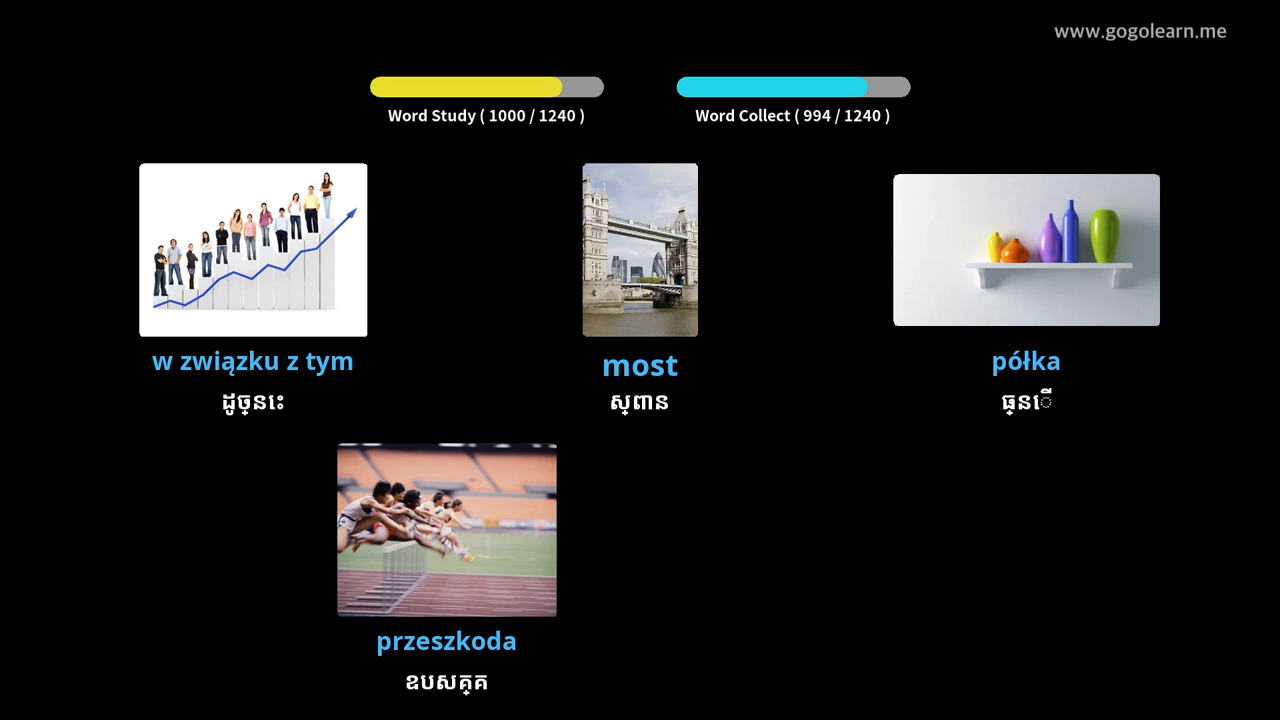 www.gogolearn.me
Word Study ( 1000 / 1240 )
Word Collect ( 994 / 1240 )
w związku z tym
most
półka
ដូច្នេះ
ស្ពាន
ធ្នើ
przeszkoda
ឧបសគ្គ